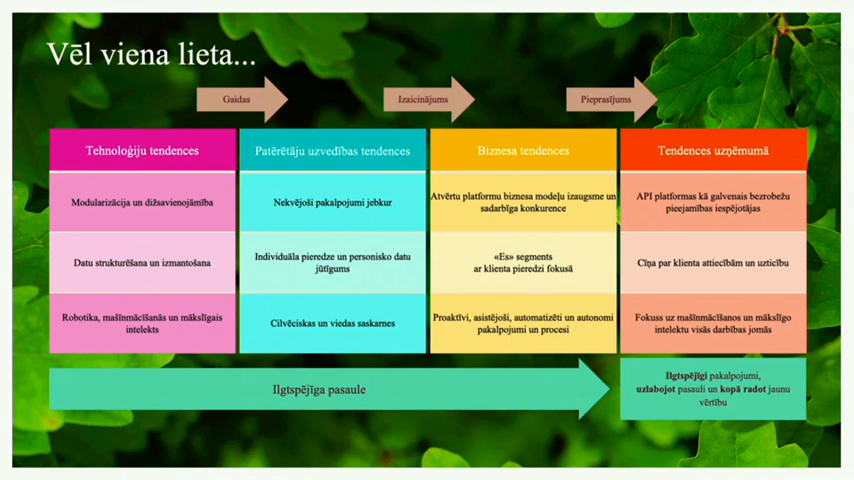 Vēl viena lieta...
Gaidas
Izaicinājums
Pieprasījums
Tehnoloģiju tendences
Patērētāju uzvedības tendences
Biznesa tendences
Tendences uzņēmumā
Modularizācija un dižsavienojāmība
Nekvējoši pakalpojumi jebkur
Atvērtu platformu biznesa modeļu izaugsme un
sadarbīga konkurence
API platformas kā galvenais bezrobežu
pieejamības iespējotājas
Datu strukturēšana un izmantošana
Individuāla pieredze un personisko datu
jūtīgums
«Es» segments
ar klienta pieredzi fokusā
Cīņa par klienta attiecībām un uzticību
Robotika, mašīnmācīšanās un mākslīgais
intelekts
Cilvēciskas un viedas saskarnes
Proaktīvi, asistējoši, automatizēti un autonomi
pakalpojumi un procesi
Fokuss uz mašīnmācīšanos un mākslīgo
intelektu visās darbības jomās
Ilgtspējīga pasaule
Ilgtspējīgi pakalpojumi,
uzlabojot pasauli un kopā radot jaunu
vērtību